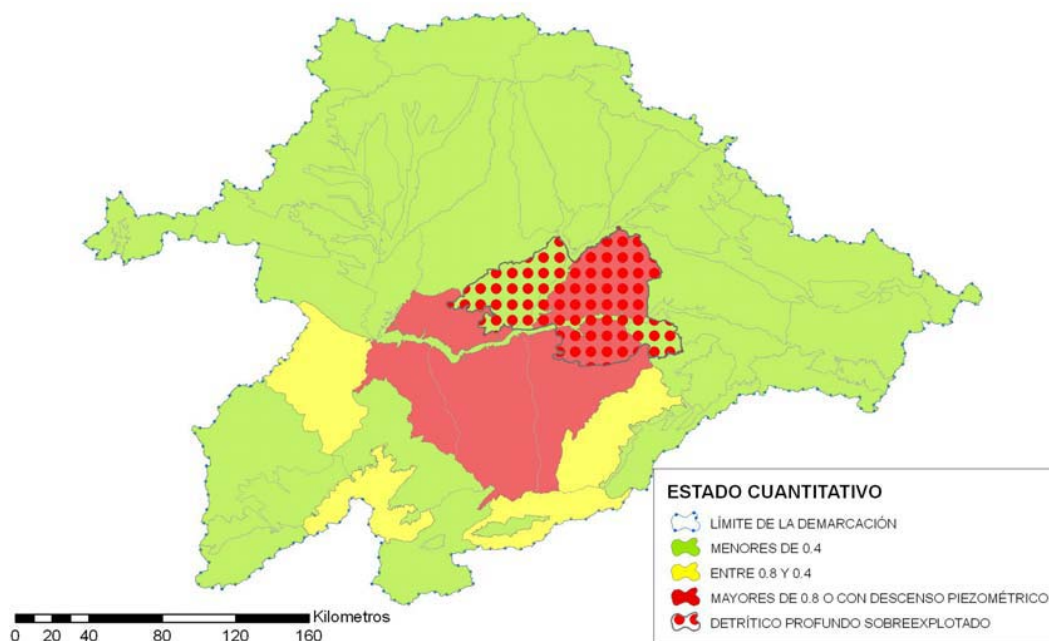 ESTADO CUANTITATIVO
LÍMITE DE LA DEMARCACIÓN
MENORES DE 0.4
ENTRE 0.8 Y 0.4
MAYORES DE 0.8 O CON DESCENSO PIEZOMÉTRICO
DETRÍTICO PROFUNDO SOBREEXPLOTADO
Kilometros
0 20 40 80 120 160